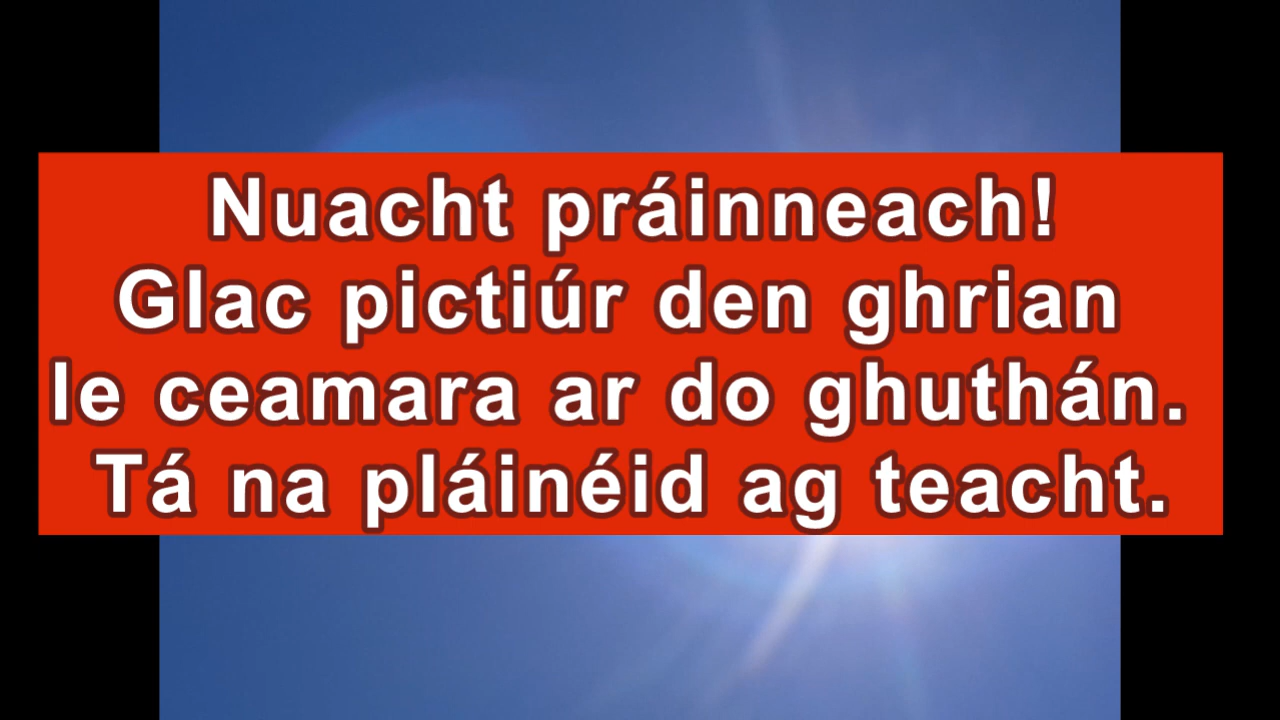 Nuacht práinneach!
Glac pictiúr den ghrian
le ceamara ar do ghuthán.
Tá na pláinéid ag teacht.